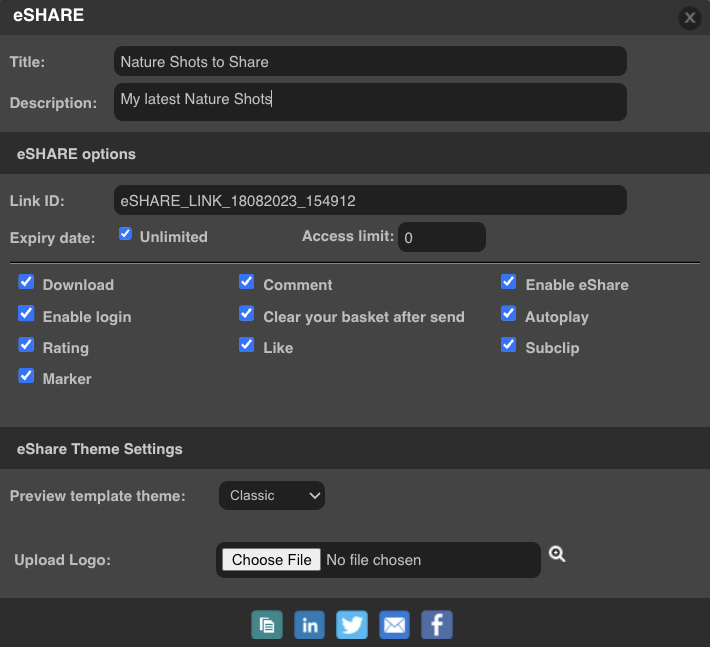 eSHARE
Title: Nature Shots to Share
Description: My latest Nature Shots
eSHARE options
Link ID: eSHARE_LINK_18082023_154912
Expiry date: Unlimited Access limit: 0
Download Comment Enable eShare
Enable login Clear your basket after send Autoplay
Rating Like Subclip
Marker
eShare Theme Settings
Preview template theme: Classic
Upload Logo: Choose File No file chosen
in f